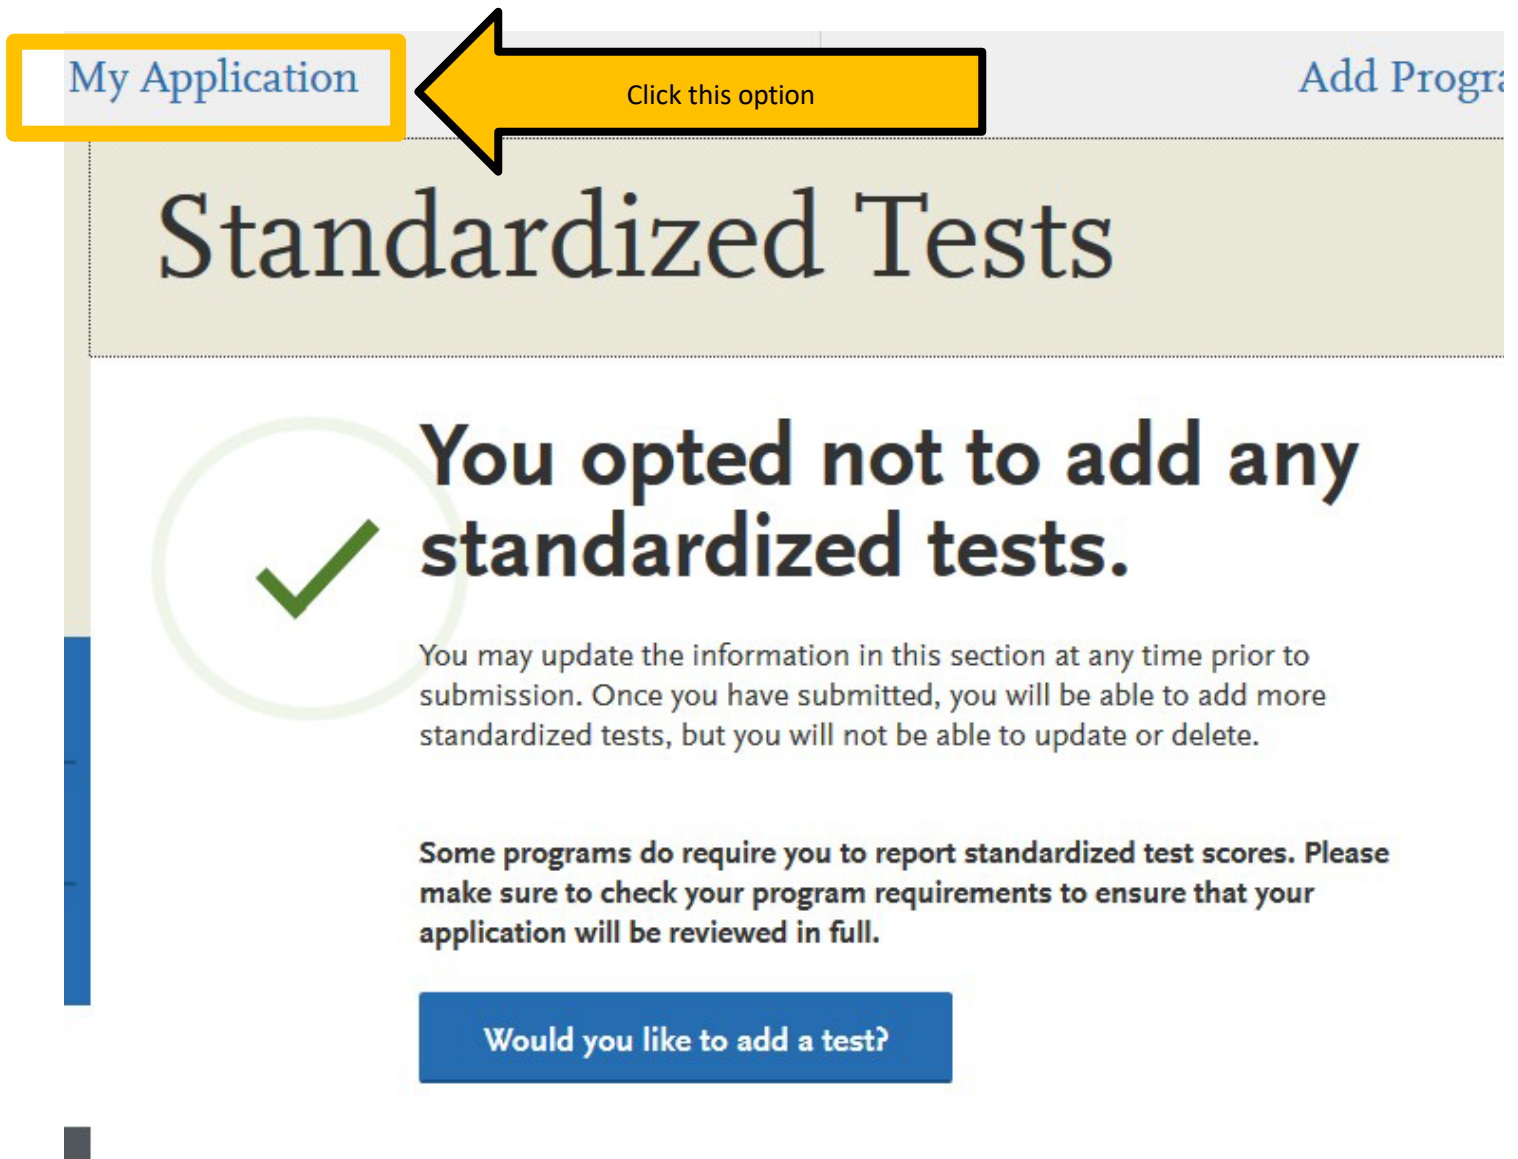 My Application
Click this option
Add Progra
Standardized Tests
You opted not to add any
standardized tests.
You may update the information in this section at any time prior to
submission. Once you have submitted, you will be able to add more
standardized tests, but you will not be able to update or delete.
Some programs do require you to report standardized test scores. Please
make sure to check your program requirements to ensure that your
application will be reviewed in full.
Would you like to add a test?